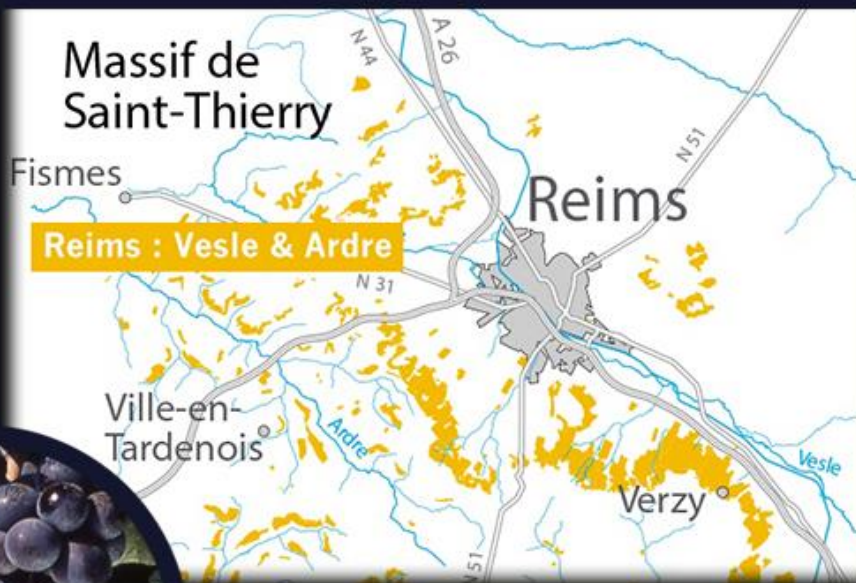 Massif de
Saint-Thierry
N 44
A 26
N 51
Fismes
Reims
Reims : Vesle & Ardre
N 31
Ville-en-
Tardenois
Ardre
Vesle
Verzy
N 51